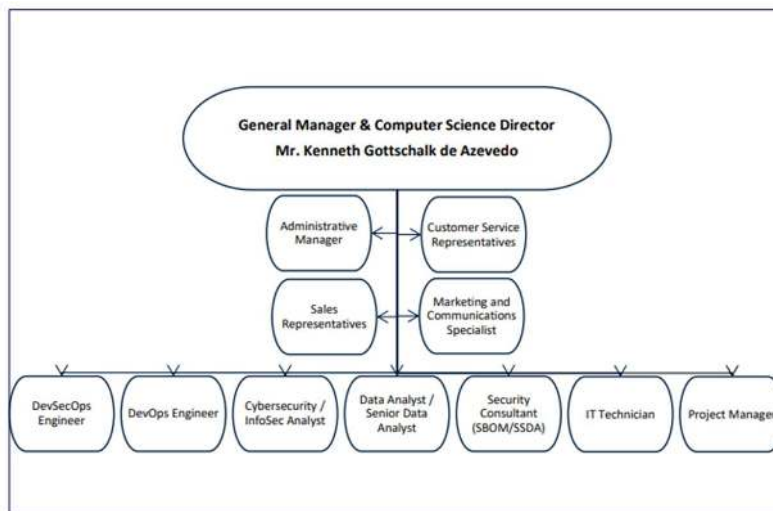 General Manager & Computer Science Director
Mr. Kenneth Gottschalk de Azevedo
Administrative
Manager
Customer Service
Representatives
Sales
Representatives
Marketing and
Communications
Specialist
DevSecOps
Engineer
DevOps Engineer
Cybersecurity /
InfoSec Analyst
Data Analyst /
Senior Data
Analyst
Security
Consultant
(SBOM/SSDA)
IT Technician
Project Manager